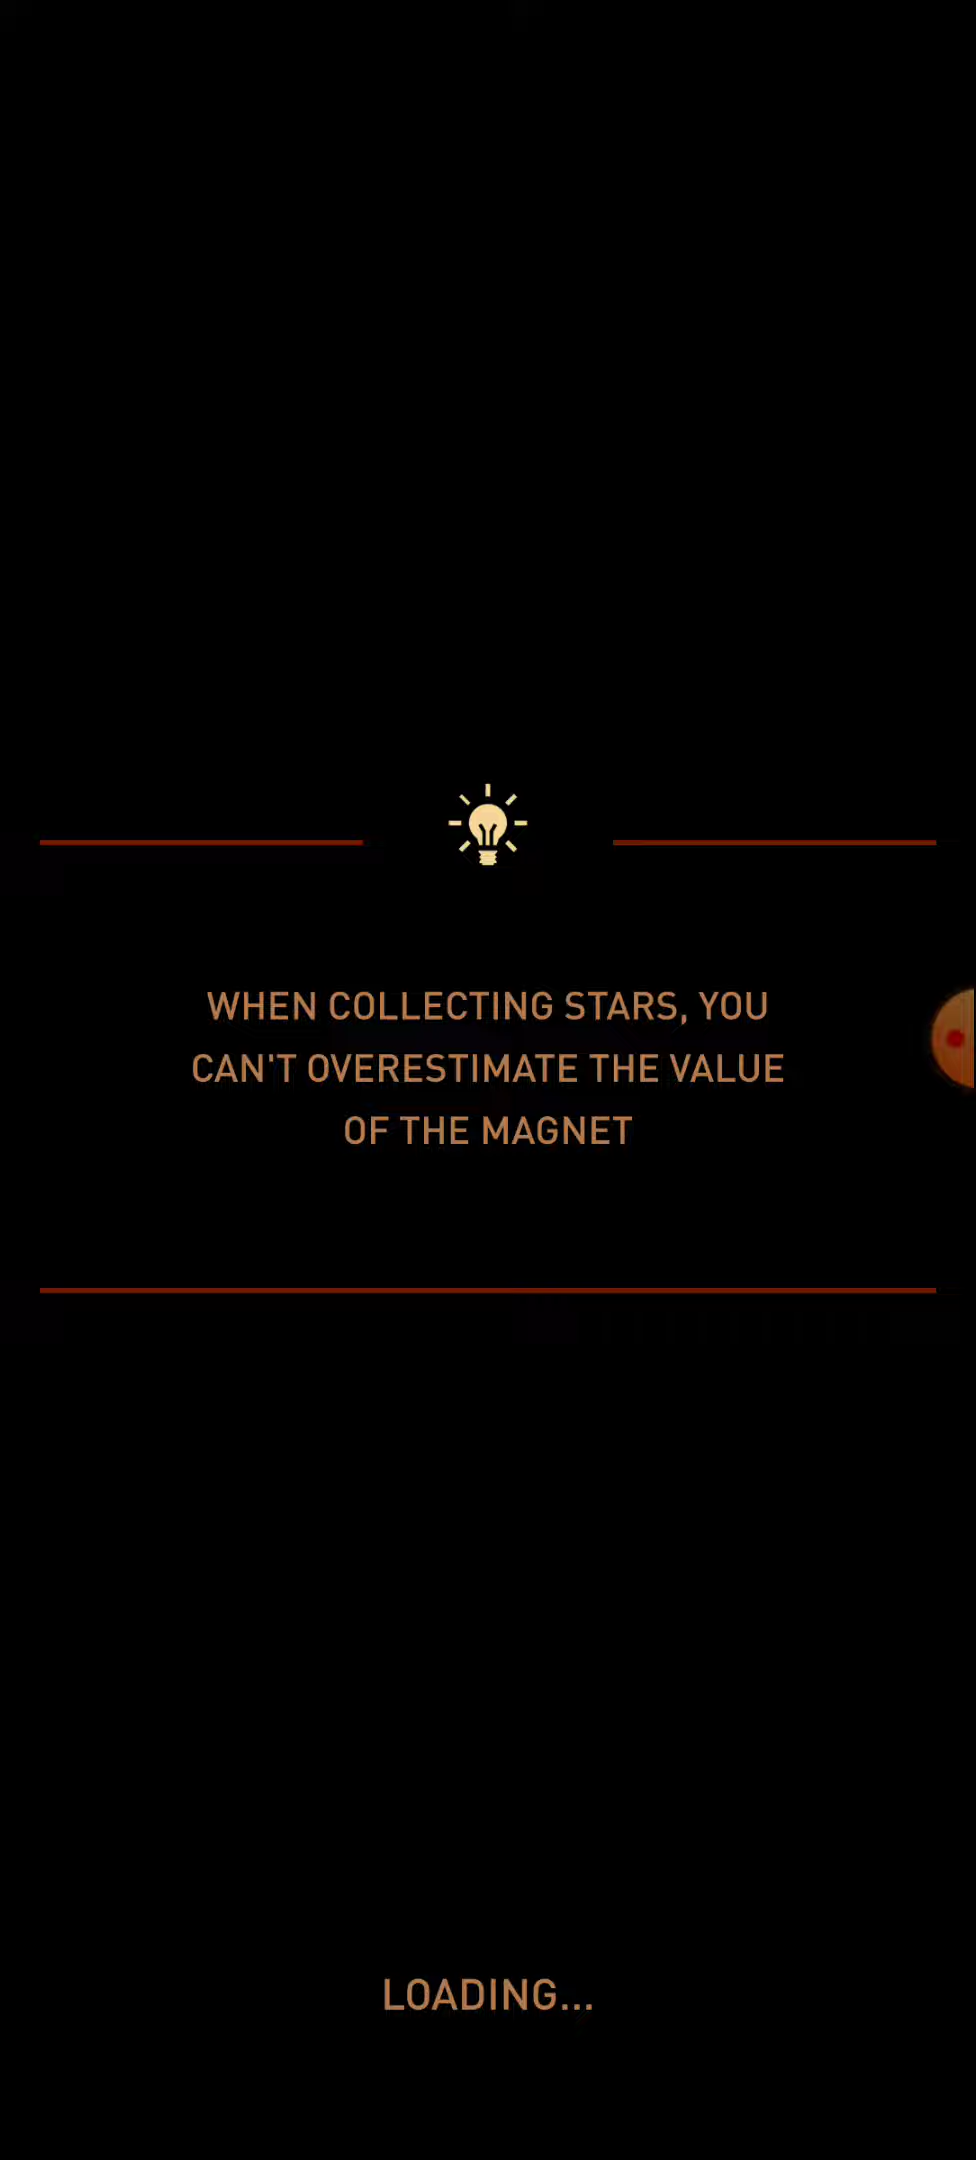 WHEN COLLECTING STARS, YOU
CAN'T OVERESTIMATE THE VALUE
OF THE MAGNET
LOADING...